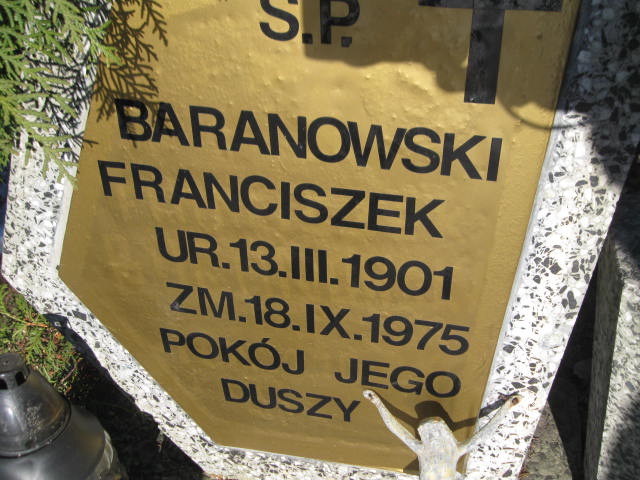 Ś.P.
BARANOWSKI
FRANCISZEK
UR.13.III.1901
ZM.18.IX.1975
POKÓJ JEGO
DUSZY